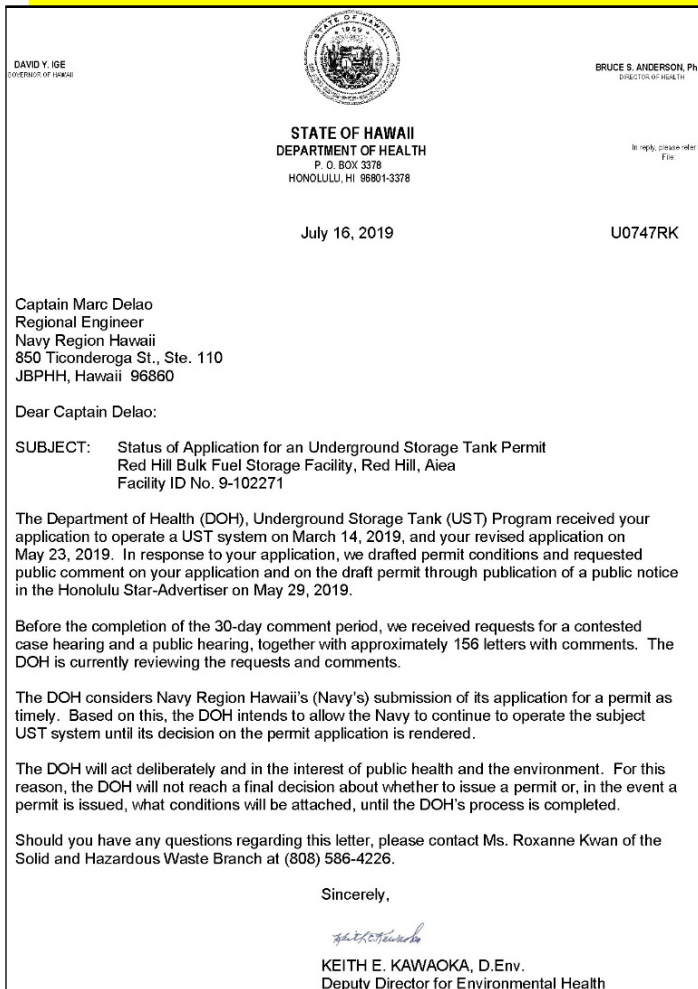 DAVID Y. IGE
GOVERNOR OF HAWAII
BRUCE S. ANDERSON, Ph
DIRECTOR OF HEALTH
STATE OF HAWAII
1959
STATE OF HAWAII
DEPARTMENT OF HEALTH
P. O. BOX 3378
HONOLULU, HI 96801-3378
In reply, please refer
File:
July 16, 2019
U0747RK
Captain Marc Delao
Regional Engineer
Navy Region Hawaii
850 Ticonderoga St., Ste. 110
JBPHH, Hawaii 96860
Dear Captain Delao:
SUBJECT: Status of Application for an Underground Storage Tank Permit
Red Hill Bulk Fuel Storage Facility, Red Hill, Aiea
Facility ID No. 9-102271
The Department of Health (DOH), Underground Storage Tank (UST) Program received your
application to operate a UST system on March 14, 2019, and your revised application on
May 23, 2019. In response to your application, we drafted permit conditions and requested
public comment on your application and on the draft permit through publication of a public notice
in the Honolulu Star-Advertiser on May 29, 2019.
Before the completion of the 30-day comment period, we received requests for a contested
case hearing and a public hearing, together with approximately 156 letters with comments. The
DOH is currently reviewing the requests and comments.
The DOH considers Navy Region Hawaii's (Navy's) submission of its application for a permit as
timely. Based on this, the DOH intends to allow the Navy to continue to operate the subject
UST system until its decision on the permit application is rendered.
The DOH will act deliberately and in the interest of public health and the environment. For this
reason, the DOH will not reach a final decision about whether to issue a permit or, in the event a
permit is issued, what conditions will be attached, until the DOH's process is completed.
Should you have any questions regarding this letter, please contact Ms. Roxanne Kwan of the
Solid and Hazardous Waste Branch at (808) 586-4226.
Sincerely,
KEITH E. KAWAOKA, D.Env.
Deputy Director for Environmental Health